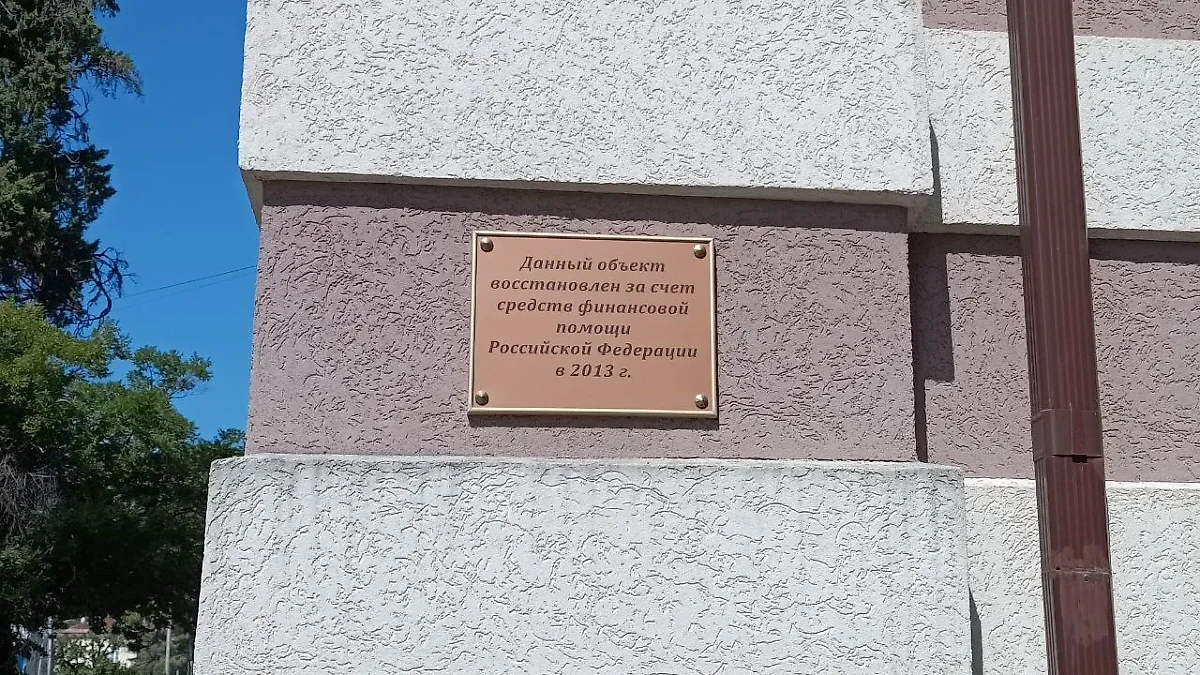 Данный объект
восстановлен за счет
средств финансовой
помощи
Российской Федерации
в 2013 г.